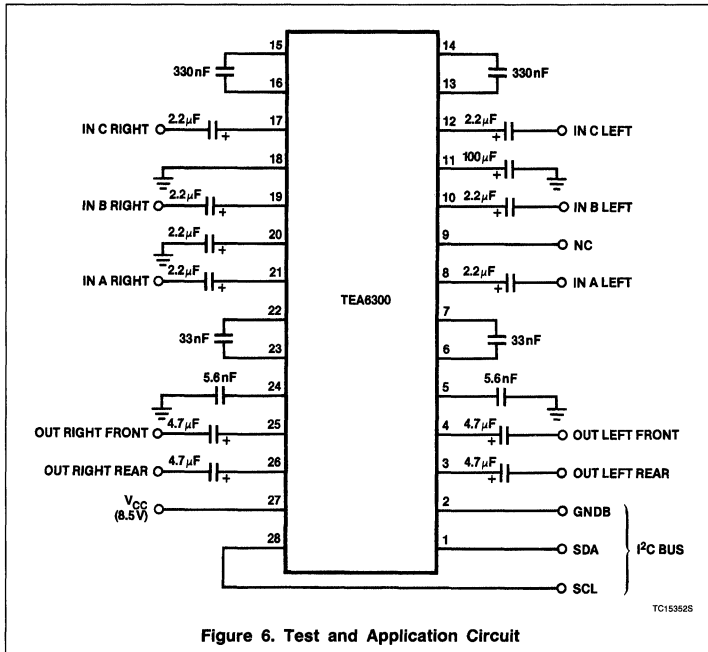 15
14
330nF
330nF
16
13
IN C RIGHT
2.2µF
+
17
12
2.2µF
+
IN C LEFT
18
11
100µF
+
IN B RIGHT
2.2µF
+
19
10
2.2µF
+
IN B LEFT
2.2µF
+
20
9
NC
IN A RIGHT
2.2µF
+
21
8
2.2µF
+
IN A LEFT
TEA6300
22
7
33nF
33nF
23
6
5.6nF
24
5
5.6nF
OUT RIGHT FRONT
4.7µF
+
25
4
4.7µF
+
OUT LEFT FRONT
OUT RIGHT REAR
4.7µF
+
26
3
4.7µF
+
OUT LEFT REAR
VCC
(8.5V)
27
2
GNDB
28
1
SDA
I²C BUS
SCL
TC15352S
Figure 6. Test and Application Circuit